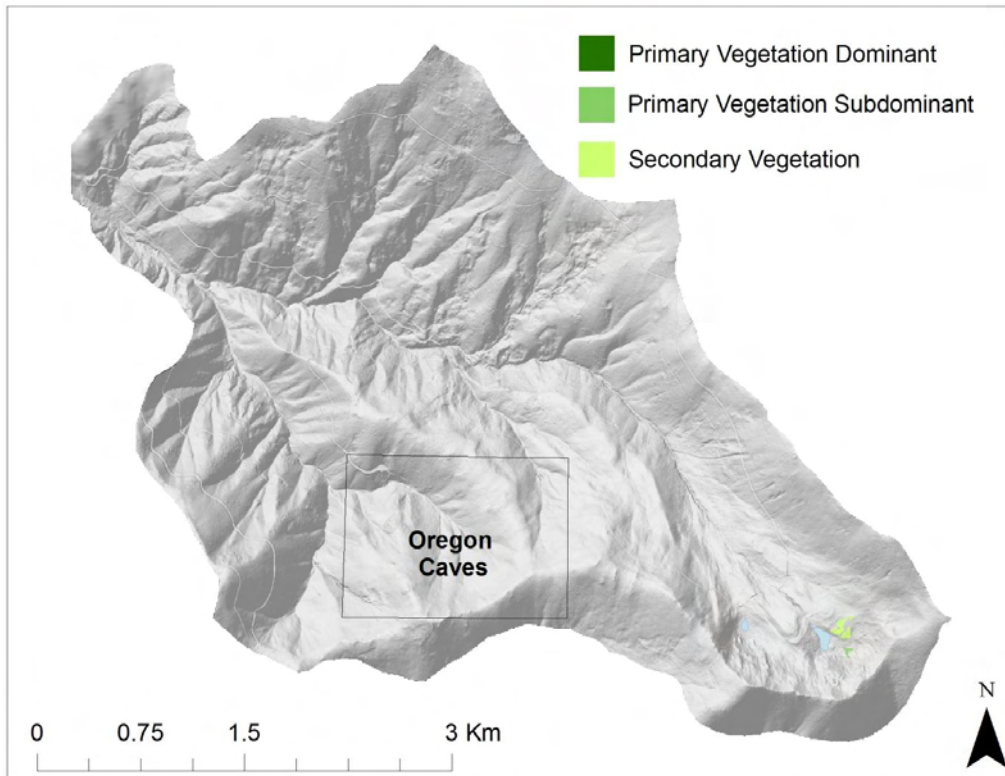 Primary Vegetation Dominant
Primary Vegetation Subdominant
Secondary Vegetation
Oregon
Caves
N
0 0.75 1.5 3 Km